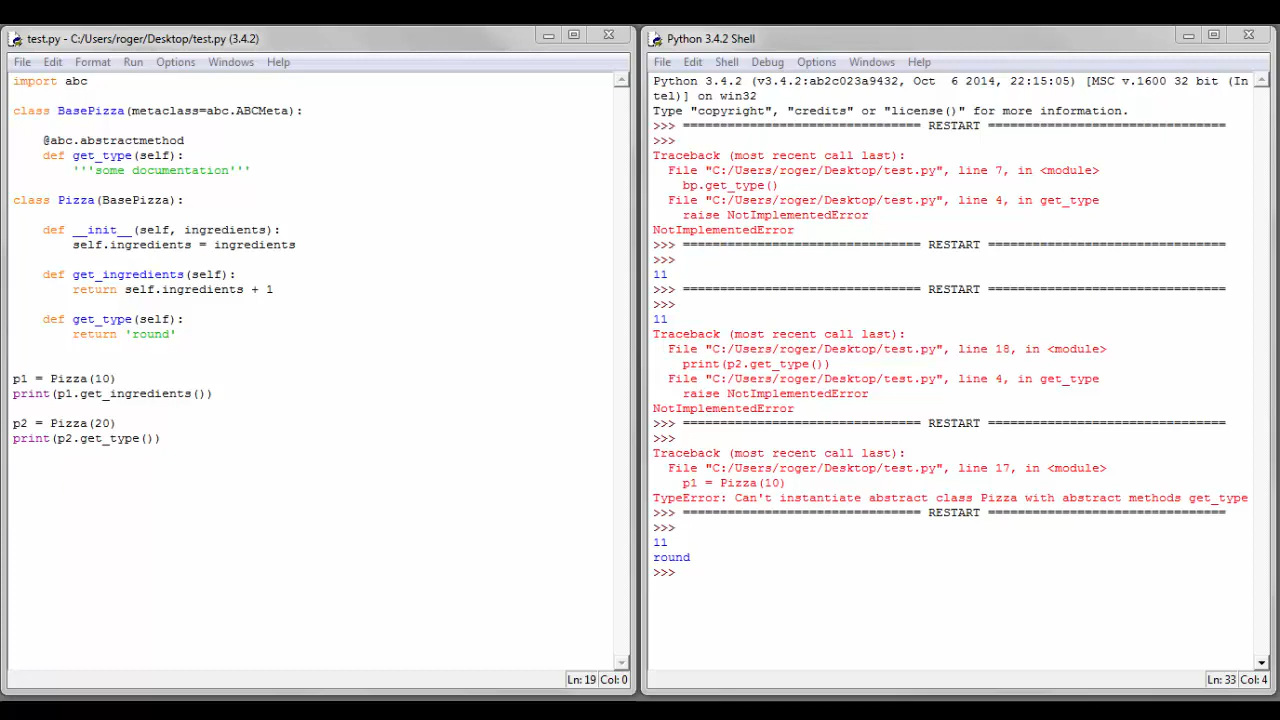 test.py - C:/Users/roger/Desktop/test.py (3.4.2)
File Edit Format Run Options Windows Help
import abc
class BasePizza(metaclass=abc.ABCMeta):
    @abc.abstractmethod
    def get_type(self):
        '''some documentation'''
class Pizza(BasePizza):
    def __init__(self, ingredients):
        self.ingredients = ingredients
    def get_ingredients(self):
        return self.ingredients + 1
    def get_type(self):
        return 'round'
p1 = Pizza(10)
print(p1.get_ingredients())
p2 = Pizza(20)
print(p2.get_type())
Ln: 19 Col: 0
Python 3.4.2 Shell
File Edit Shell Debug Options Windows Help
Python 3.4.2 (v3.4.2:ab2c023a9432, Oct  6 2014, 22:15:05) [MSC v.1600 32 bit (In
tel)] on win32
Type "copyright", "credits" or "license()" for more information.
>>> ================================ RESTART ================================
>>>
Traceback (most recent call last):
  File "C:/Users/roger/Desktop/test.py", line 7, in <module>
    bp.get_type()
  File "C:/Users/roger/Desktop/test.py", line 4, in get_type
    raise NotImplementedError
NotImplementedError
>>> ================================ RESTART ================================
>>>
11
>>> ================================ RESTART ================================
>>>
11
Traceback (most recent call last):
  File "C:/Users/roger/Desktop/test.py", line 18, in <module>
    print(p2.get_type())
  File "C:/Users/roger/Desktop/test.py", line 4, in get_type
    raise NotImplementedError
NotImplementedError
>>> ================================ RESTART ================================
>>>
Traceback (most recent call last):
  File "C:/Users/roger/Desktop/test.py", line 17, in <module>
    p1 = Pizza(10)
TypeError: Can't instantiate abstract class Pizza with abstract methods get_type
>>> ================================ RESTART ================================
>>>
11
round
>>>
Ln: 33 Col: 4